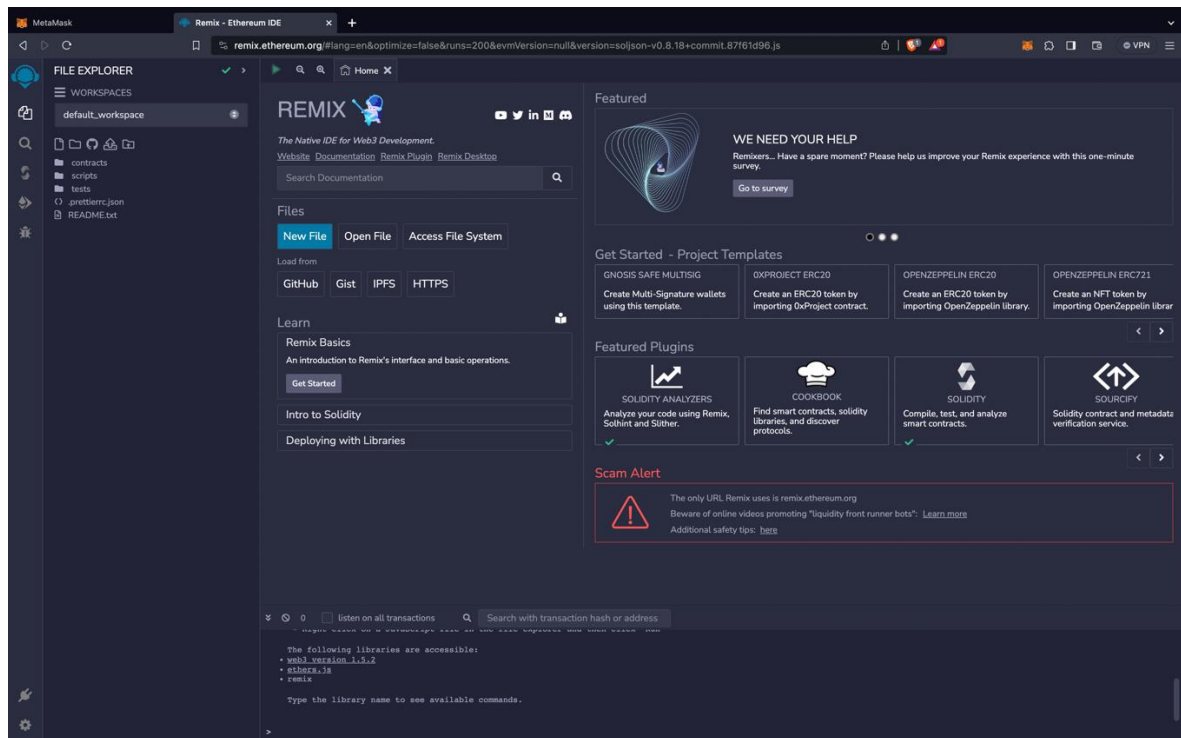 MetaMask
Remix - Ethereum IDE
remix.ethereum.org/#lang=en&optimize=false&runs=200&evmVersion=null&version=soljson-v0.8.18+commit.87f61d96.js
VPN
FILE EXPLORER
WORKSPACES
default_workspace
contracts
scripts
tests
.prettierrc.json
README.txt
Home
REMIX
The Native IDE for Web3 Development.
Website Documentation Remix Plugin Remix Desktop
Search Documentation
Files
New File Open File Access File System
Load from
GitHub Gist IPFS HTTPS
Learn
Remix Basics
An introduction to Remix's interface and basic operations.
Get Started
Intro to Solidity
Deploying with Libraries
Featured
WE NEED YOUR HELP
Remixers... Have a spare moment? Please help us improve your Remix experience with this one-minute
survey.
Go to survey
Get Started - Project Templates
GNOSIS SAFE MULTISIG
Create Multi-Signature wallets
using this template.
0XPROJECT ERC20
Create an ERC20 token by
importing 0xProject contract.
OPENZEPPELIN ERC20
Create an ERC20 token by
importing OpenZeppelin library.
OPENZEPPELIN ERC721
Create an NFT token by
importing OpenZeppelin librar
Featured Plugins
SOLIDITY ANALYZERS
Analyze your code using Remix,
Solhint and Slither.
COOKBOOK
Find smart contracts, solidity
libraries, and discover
protocols.
SOLIDITY
Compile, test, and analyze
smart contracts.
SOURCIFY
Solidity contract and metadata
verification service.
Scam Alert
The only URL Remix uses is remix.ethereum.org
Beware of online videos promoting "liquidity front runner bots": Learn more
Additional safety tips: here
0 listen on all transactions Search with transaction hash or address
The following libraries are accessible:
• web3 version 1.5.2
• ethers.js
• remix
Type the library name to see available commands.
>